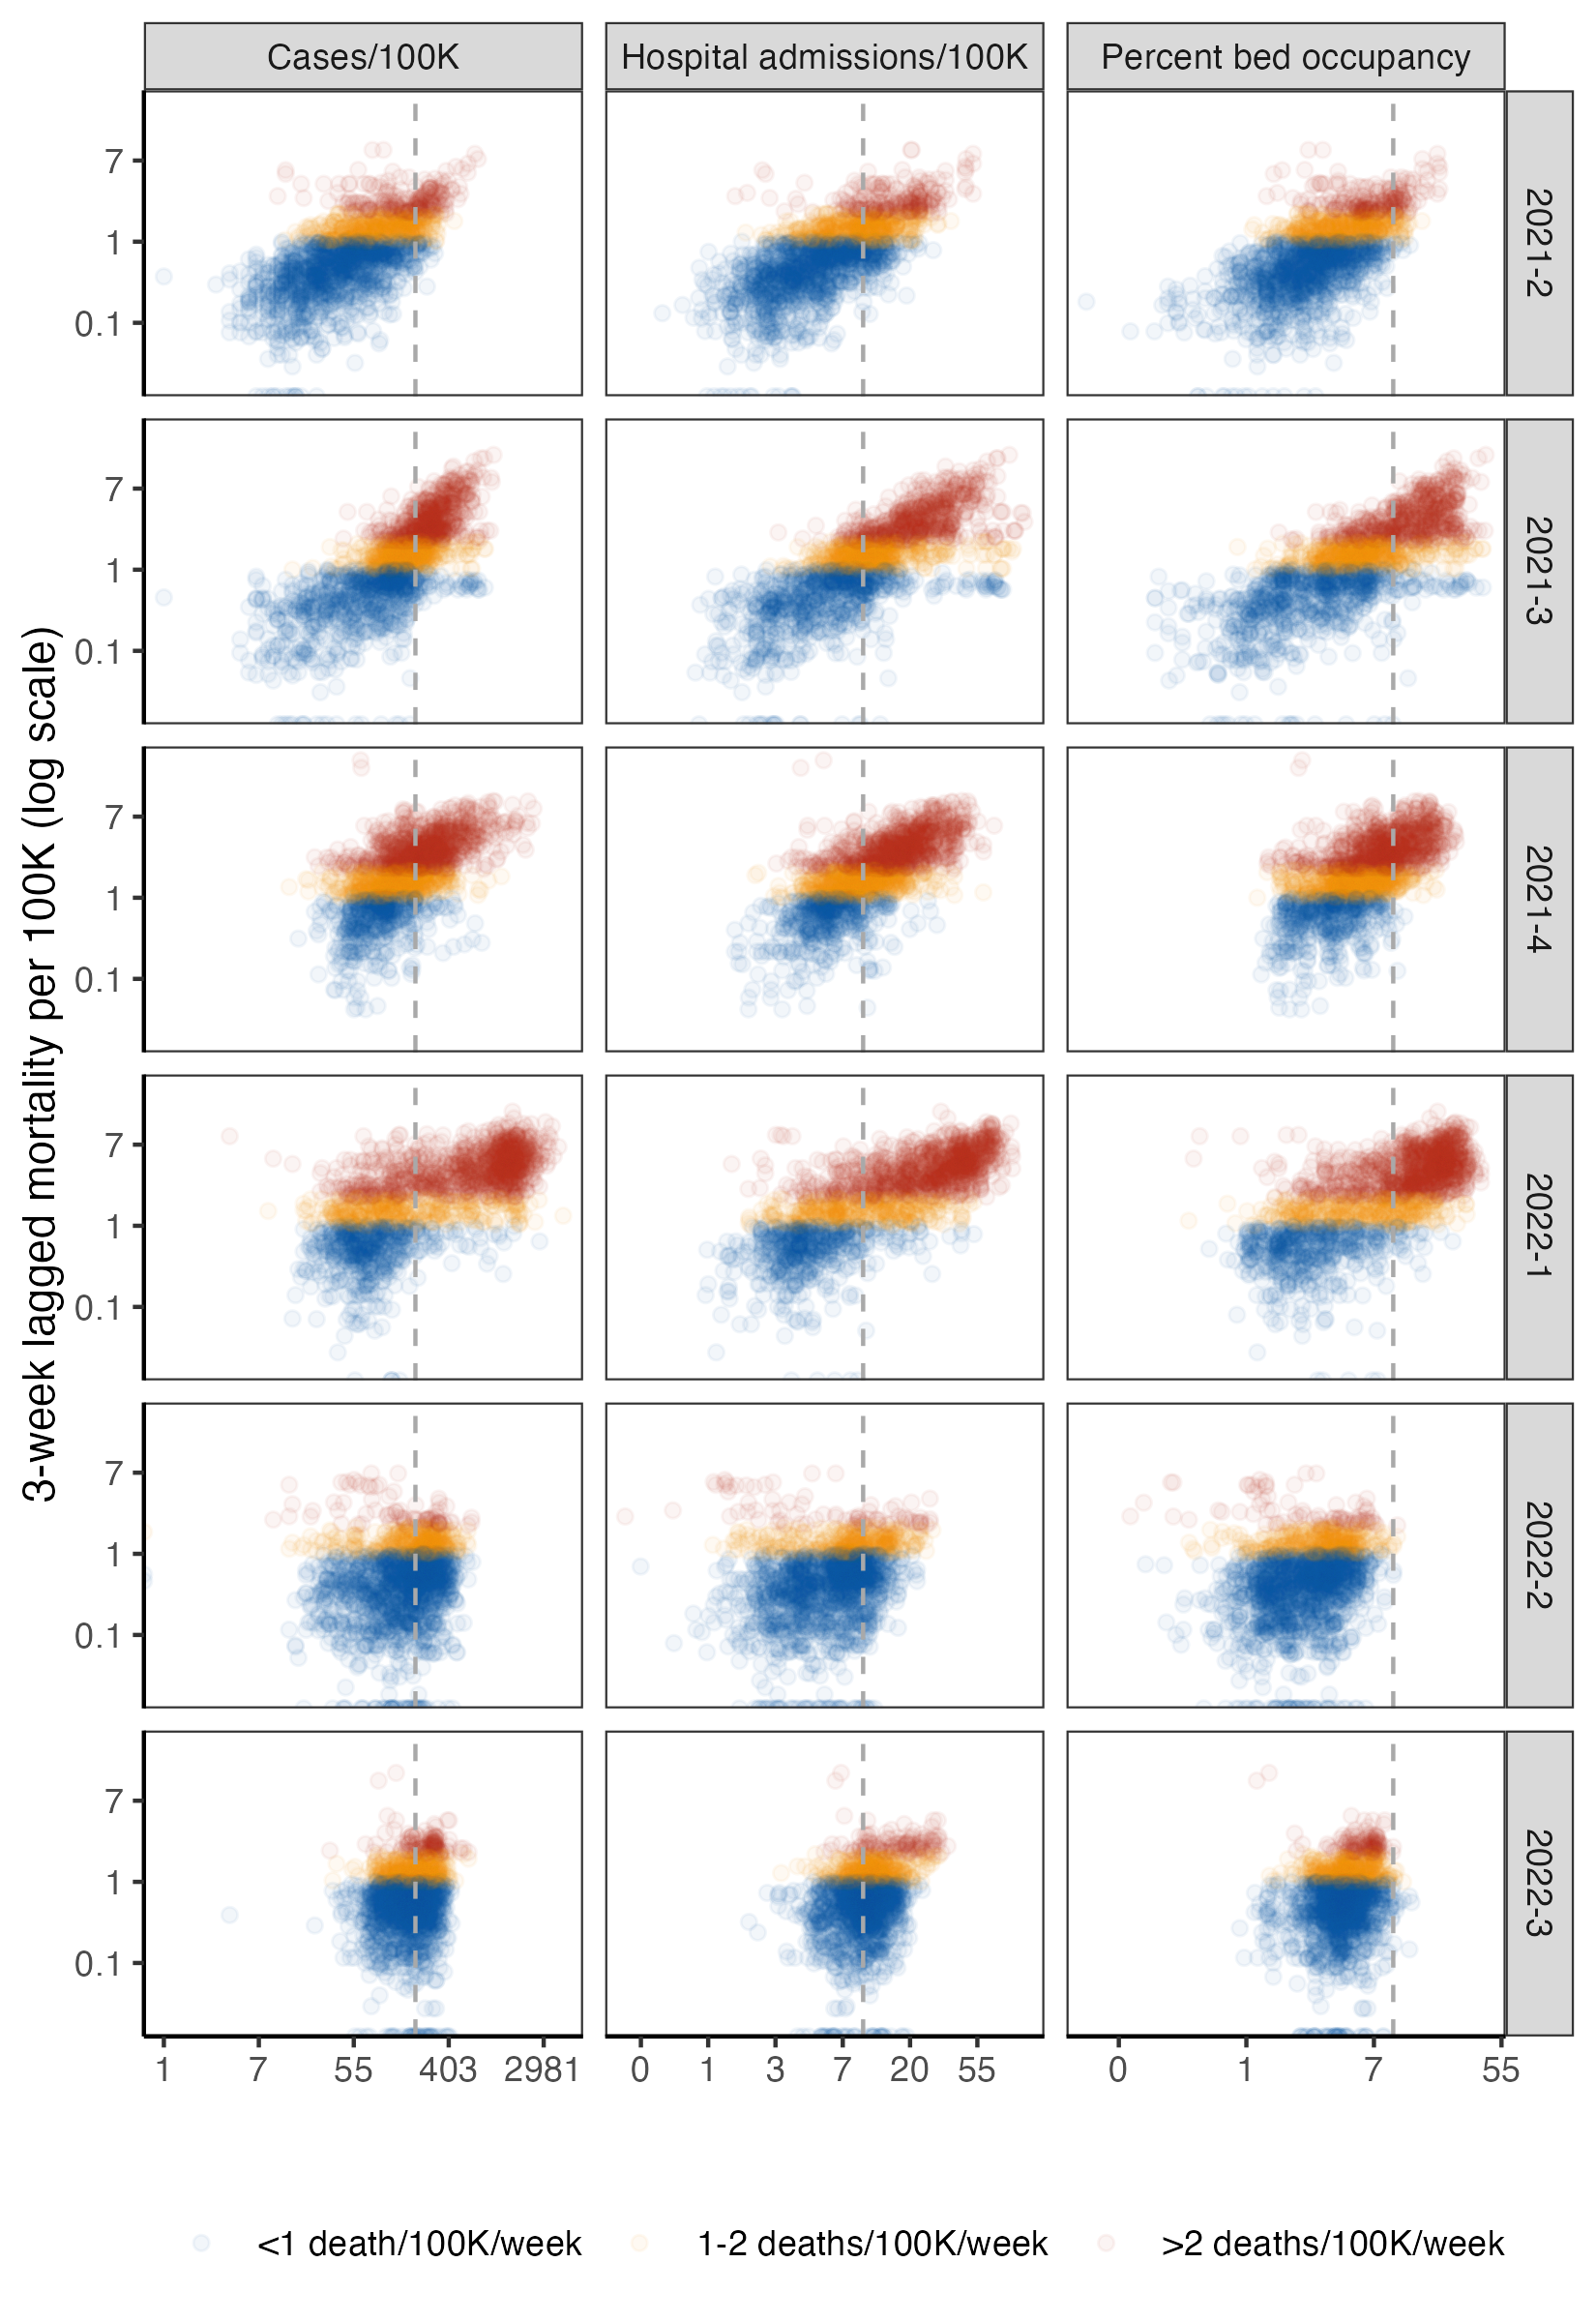 Cases/100K
Hospital admissions/100K
Percent bed occupancy
3-week lagged mortality per 100K (log scale)
7
1
0.1
2021-2
7
1
0.1
2021-3
7
1
0.1
2021-4
7
1
0.1
2022-1
7
1
0.1
2022-2
7
1
0.1
2022-3
1 7 55 403 2981
0 1 3 7 20 55
0 1 7 55
<1 death/100K/week
1-2 deaths/100K/week
>2 deaths/100K/week